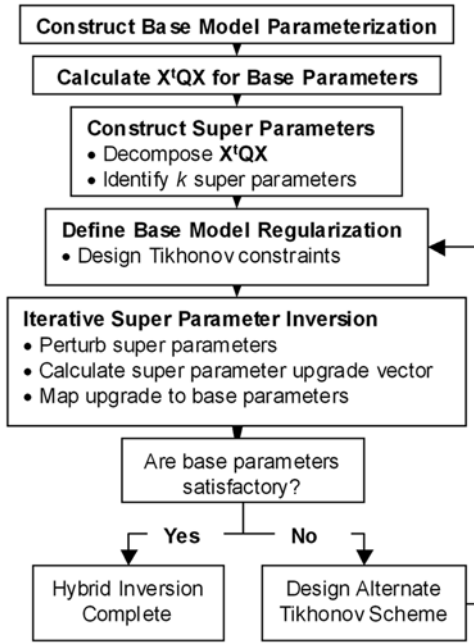 Construct Base Model Parameterization
Calculate XᵗQX for Base Parameters
Construct Super Parameters
• Decompose XᵗQX
• Identify k super parameters
Define Base Model Regularization
• Design Tikhonov constraints
Iterative Super Parameter Inversion
• Perturb super parameters
• Calculate super parameter upgrade vector
• Map upgrade to base parameters
Are base parameters
satisfactory?
Yes
No
Hybrid Inversion
Complete
Design Alternate
Tikhonov Scheme